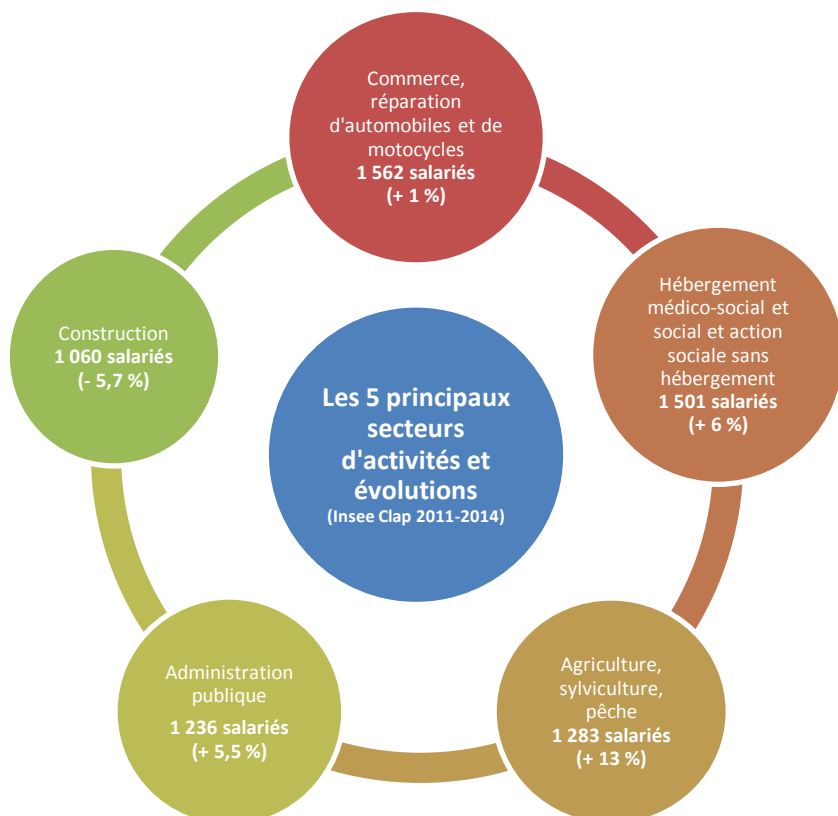 Commerce,
réparation
d'automobiles et de
motocycles
1 562 salariés
(+ 1 %)
Hébergement
médico-social et
social et action
sociale sans
hébergement
1 501 salariés
(+ 6 %)
Agriculture,
sylviculture,
pêche
1 283 salariés
(+ 13 %)
Administration
publique
1 236 salariés
(+ 5,5 %)
Construction
1 060 salariés
(- 5,7 %)
Les 5 principaux
secteurs
d'activités et
évolutions
(Insee Clap 2011-2014)